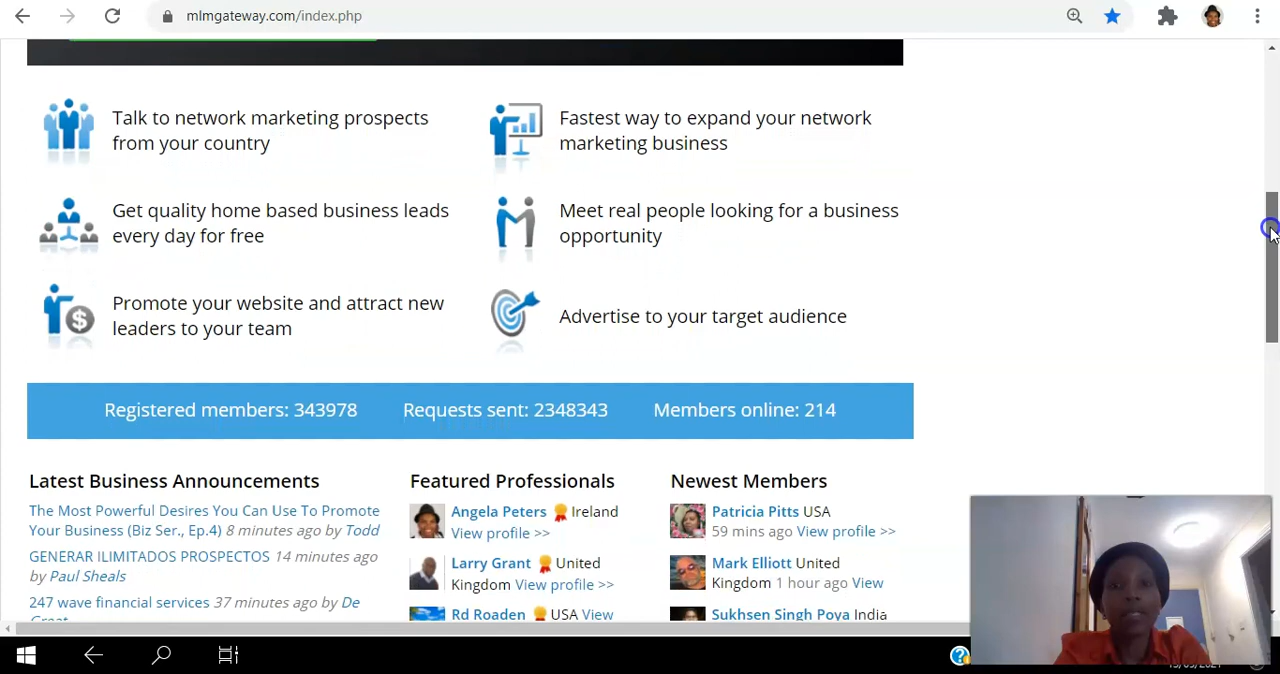 mlmgateway.com/index.php
Talk to network marketing prospects
from your country
Fastest way to expand your network
marketing business
Get quality home based business leads
every day for free
Meet real people looking for a business
opportunity
Promote your website and attract new
leaders to your team
Advertise to your target audience
Registered members: 343978
Requests sent: 2348343
Members online: 214
Latest Business Announcements
The Most Powerful Desires You Can Use To Promote
Your Business (Biz Ser., Ep.4) 8 minutes ago by Todd
GENERAR ILIMITADOS PROSPECTOS 14 minutes ago
by Paul Sheals
247 wave financial services 37 minutes ago by De
Great
Featured Professionals
Angela Peters Ireland
View profile >>
Larry Grant United
Kingdom View profile >>
Rd Roaden USA View
Newest Members
Patricia Pitts USA
59 mins ago View profile >>
Mark Elliott United
Kingdom 1 hour ago View
Sukhsen Singh Poya India